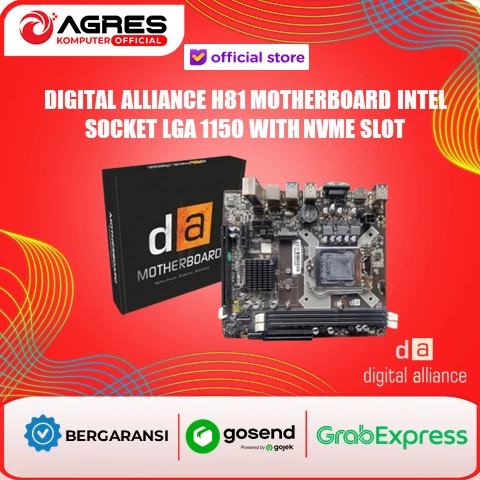 AGRES
KOMPUTER OFFICIAL
official store
DIGITAL ALLIANCE H81 MOTHERBOARD INTEL
SOCKET LGA 1150 WITH NVME SLOT
da
MOTHERBOARD
da
digital alliance
BERGARANSI
gosend
Powered by gojek
GrabExpress